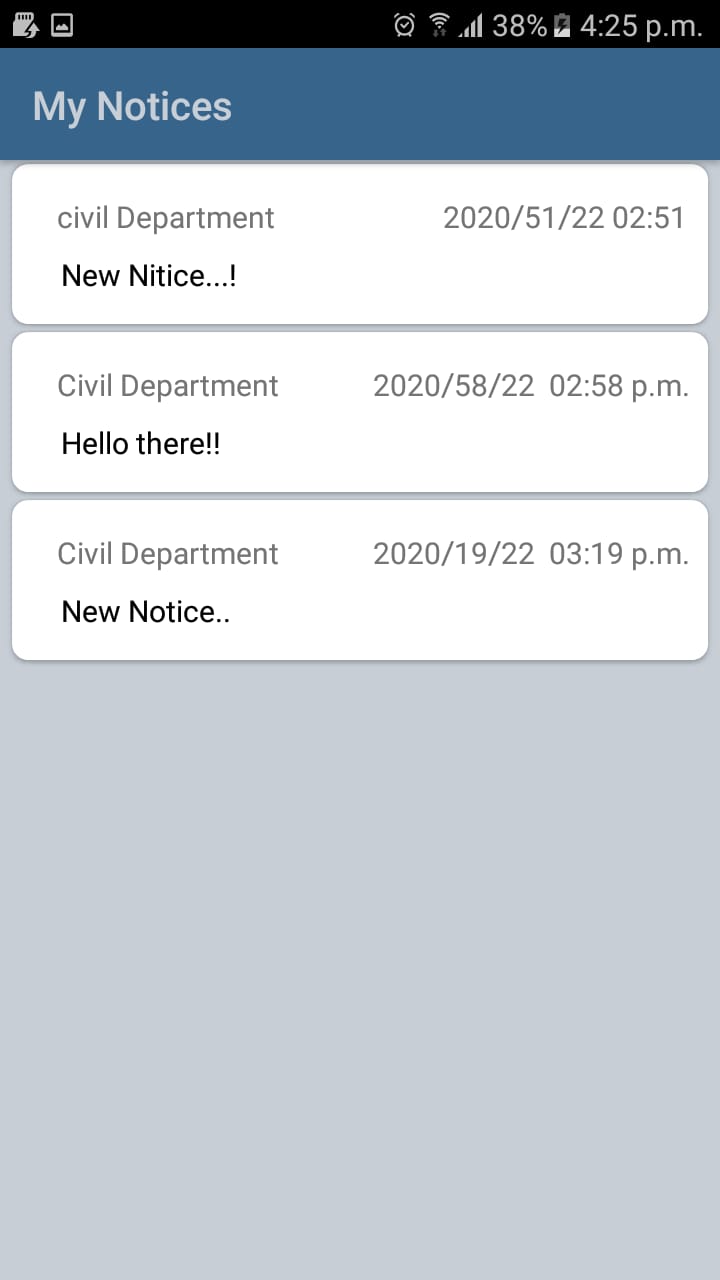 38% 4:25 p.m.
My Notices
civil Department 2020/51/22 02:51
New Nitice...!
Civil Department 2020/58/22  02:58 p.m.
Hello there!!
Civil Department 2020/19/22  03:19 p.m.
New Notice..